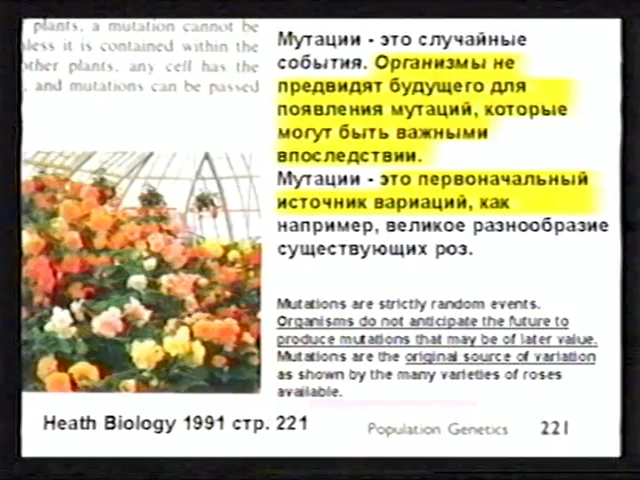 plants, a mutation cannot be
less it is contained within the
other plants, any cell has the
, and mutations can be passed
Мутации - это случайные
события. Организмы не
предвидят будущего для
появления мутаций, которые
могут быть важными
впоследствии.
Мутации - это первоначальный
источник вариаций, как
например, великое разнообразие
существующих роз.
Mutations are strictly random events.
Organisms do not anticipate the future to
produce mutations that may be of later value.
Mutations are the original source of variation
as shown by the many varieties of roses
available.
Heath Biology 1991 стр. 221
Population Genetics 221